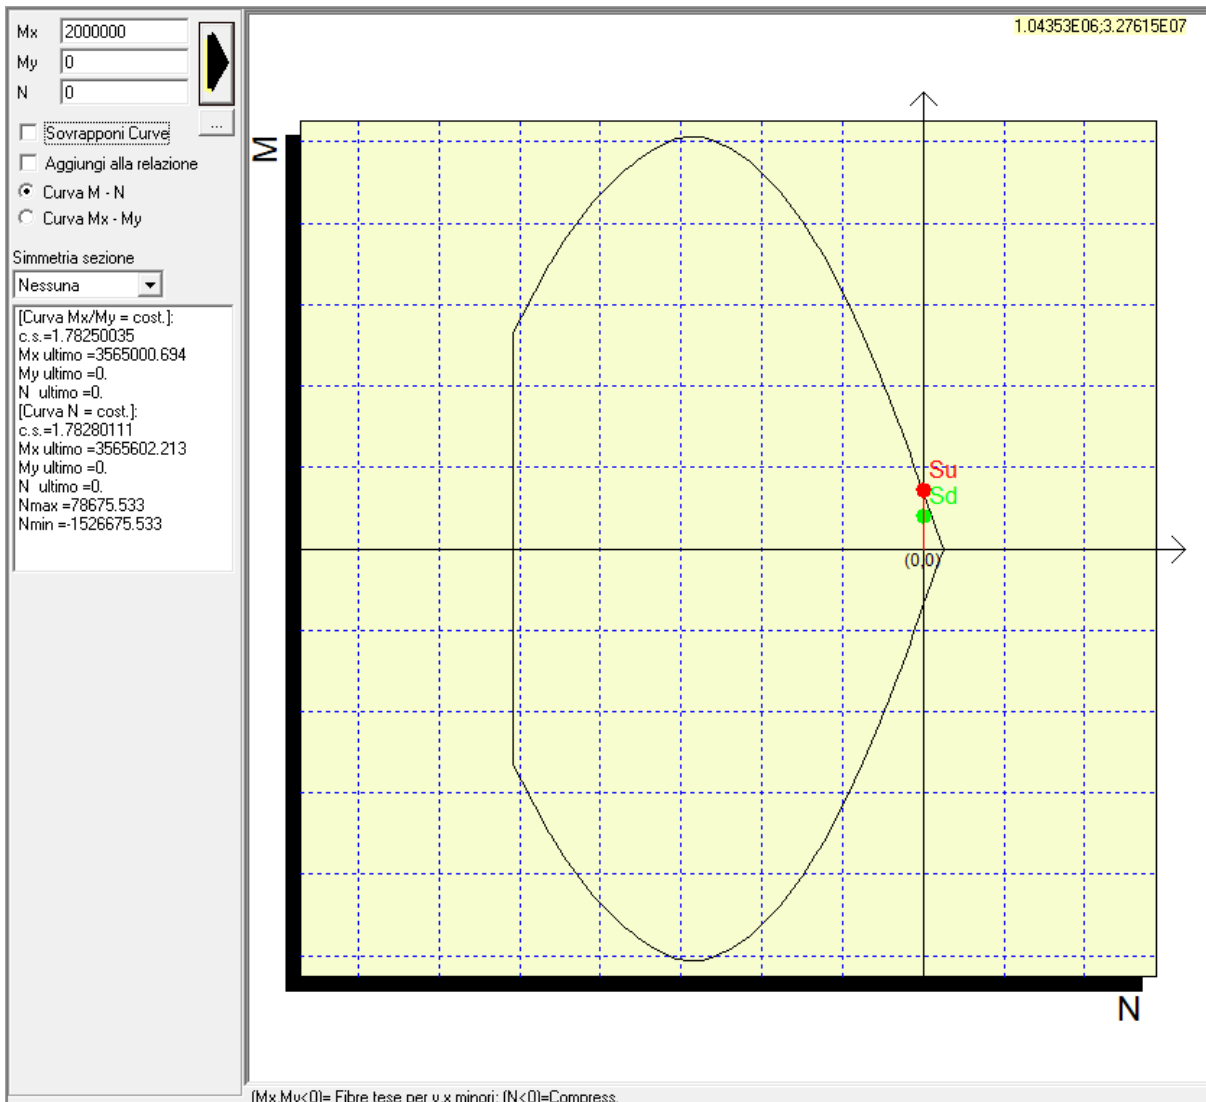 Mx 2000000
My 0
N 0
...
Sovrapponi Curve
Aggiungi alla relazione
Curva M - N
Curva Mx - My
Simmetria sezione
Nessuna
[Curva Mx/My = cost.]:
c.s.=1.78250035
Mx ultimo =3565000.694
My ultimo =0.
N ultimo =0.
[Curva N = cost.]:
c.s.=1.78280111
Mx ultimo =3565602.213
My ultimo =0.
N ultimo =0.
Nmax =78675.533
Nmin =-1526675.533
1.04353E06;3.27615E07
M
Su
Sd
(0,0)
N
(Mx,My<0)= Fibre tese per y,x minori; (N<0)=Compress.